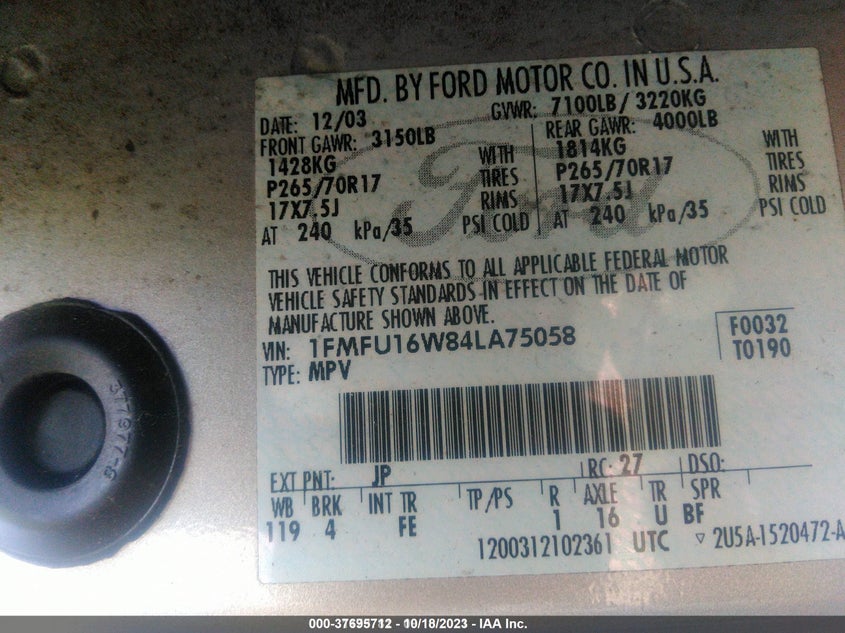 MFD. BY FORD MOTOR CO. IN U.S.A.
DATE: 12/03 GVWR: 7100LB/ 3220KG
FRONT GAWR: 3150LB REAR GAWR: 4000LB
1428KG WITH 1814KG WITH
P265/70R17 TIRES P265/70R17 TIRES
17X7.5J RIMS 17X7.5J RIMS
AT 240 kPa/35 PSI COLD AT 240 kPa/35 PSI COLD
Ford
THIS VEHICLE CONFORMS TO ALL APPLICABLE FEDERAL MOTOR
VEHICLE SAFETY STANDARDS IN EFFECT ON THE DATE OF
MANUFACTURE SHOWN ABOVE.
VIN: 1FMFU16W84LA75058 F0032
TYPE: MPV T0190
EXT PNT: JP RC: 27 DSO:
WB BRK INT TR TP/PS R AXLE TR SPR
119 4 FE 1 16 U BF
1200312102361 UTC ▽ 2U5A-1520472-A
000-37695712 - 10/18/2023 - IAA Inc.